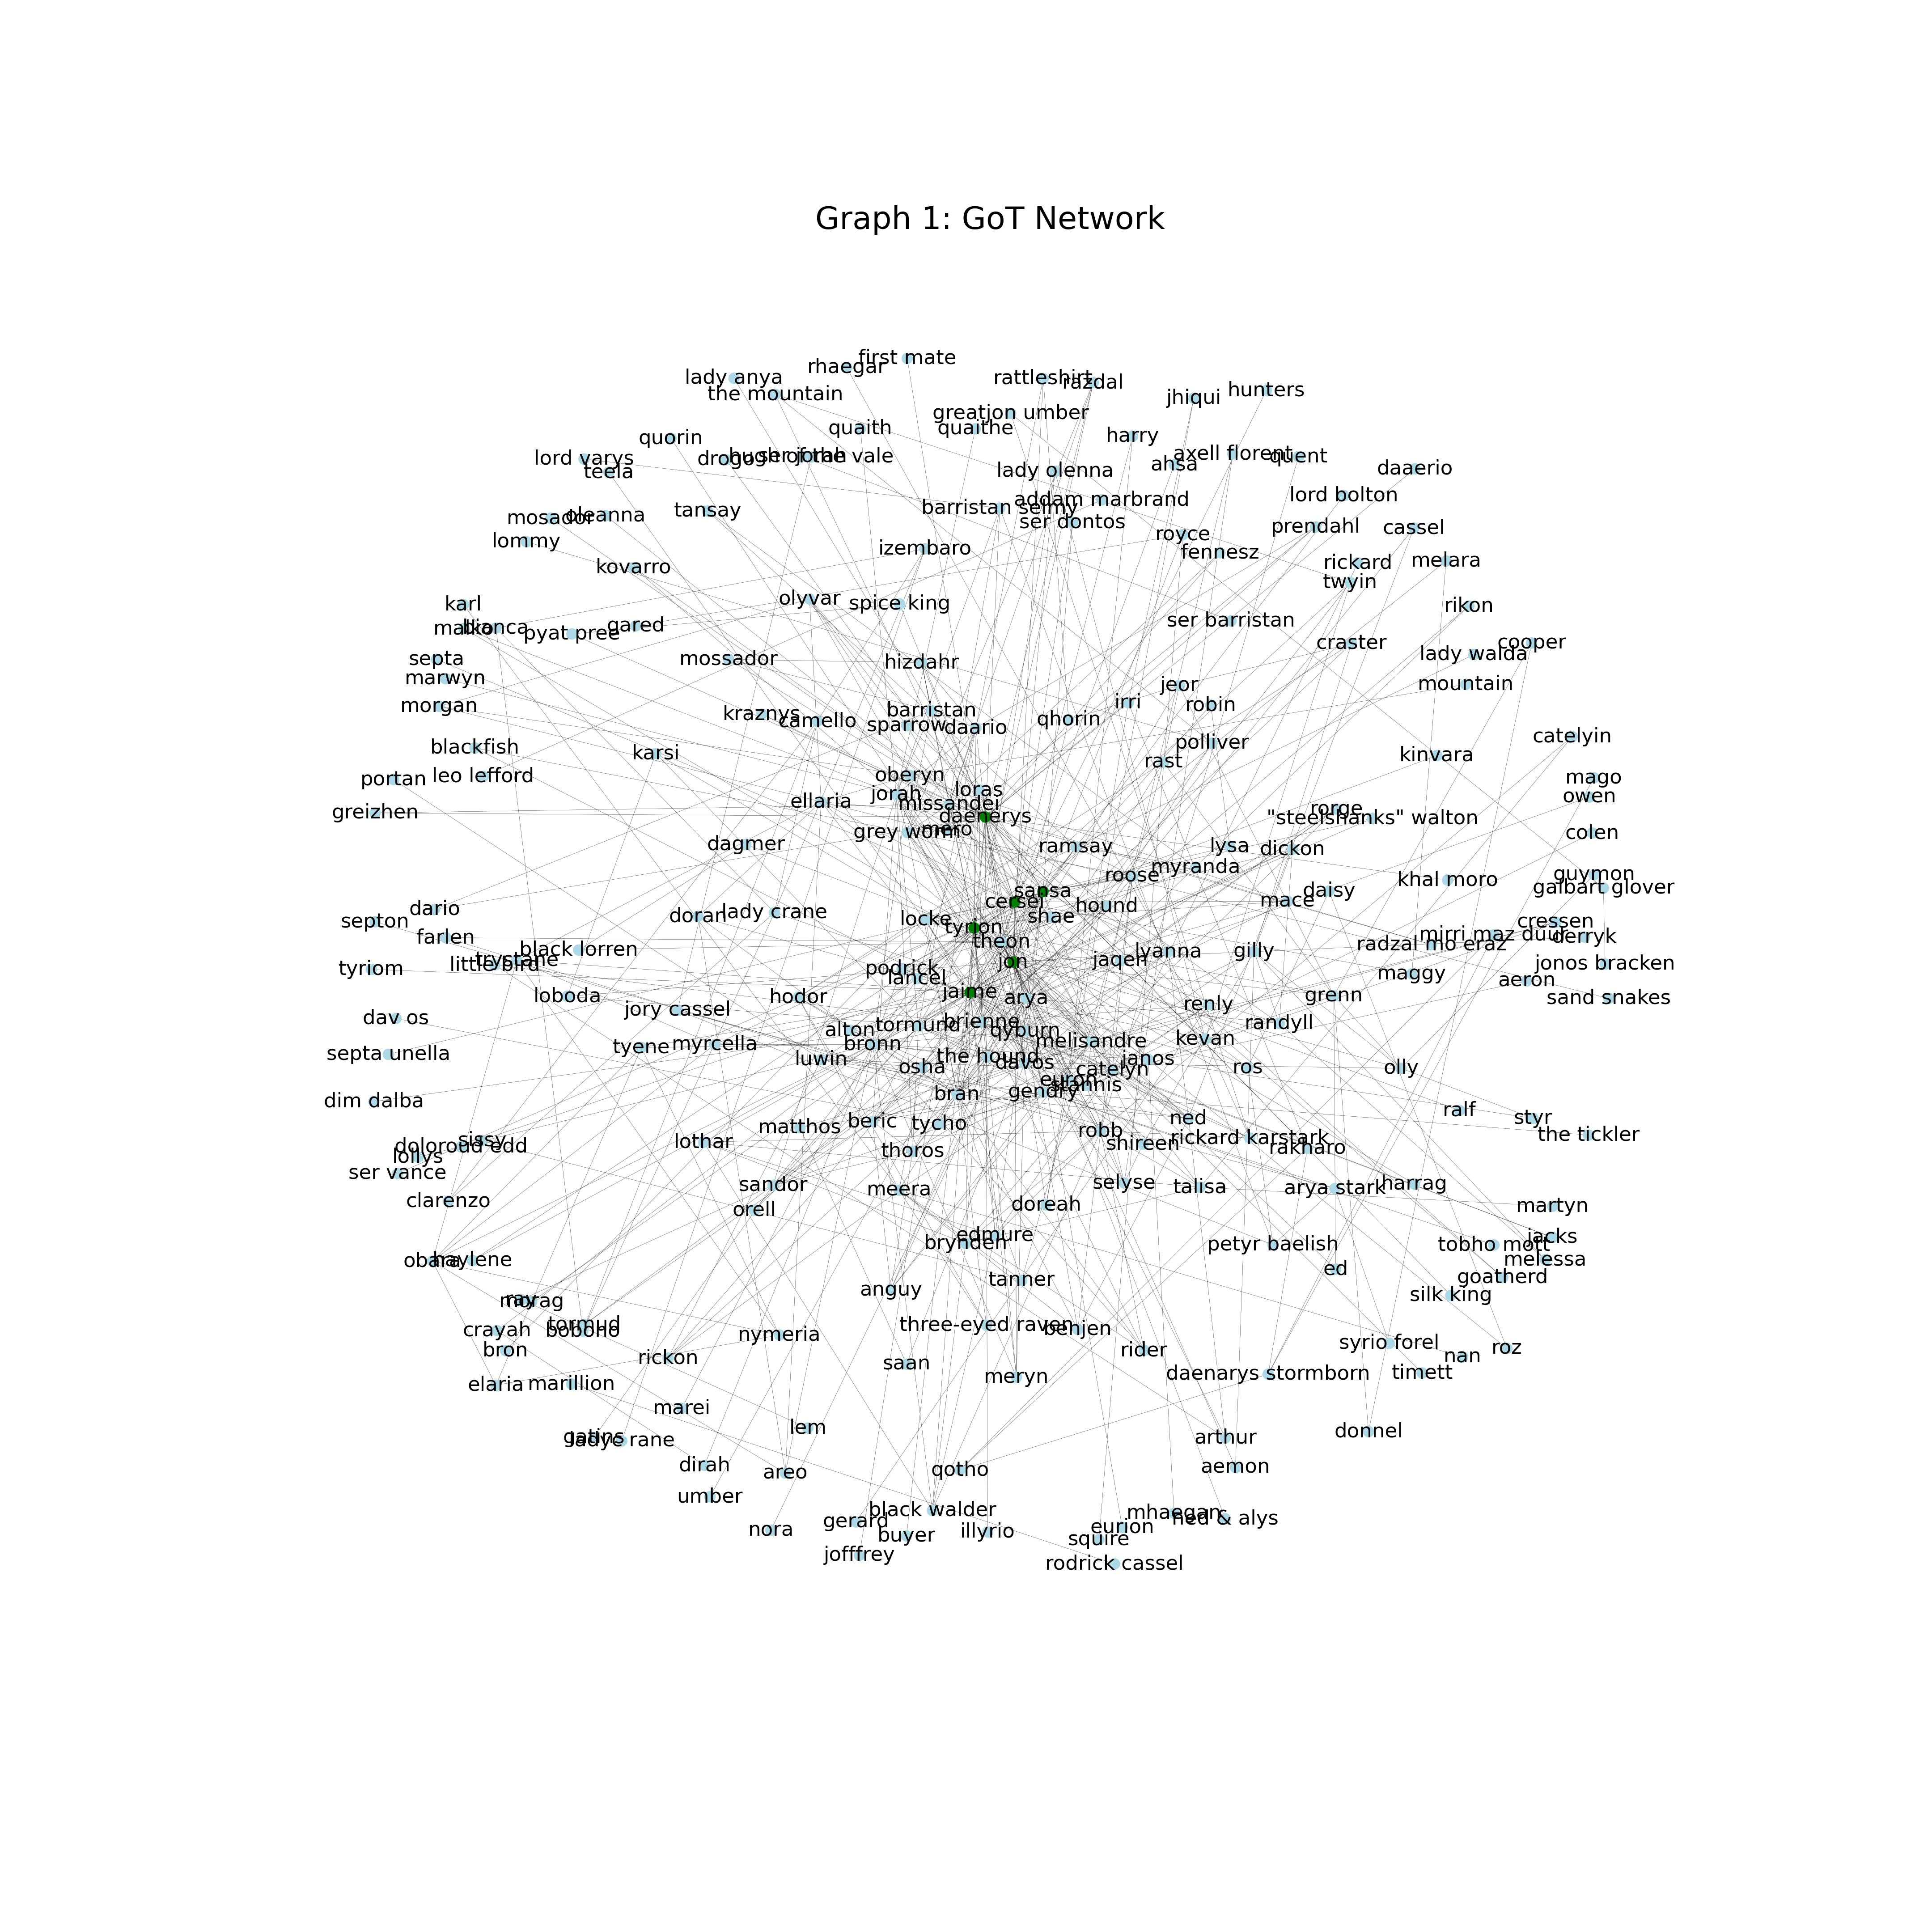 Graph 1: GoT Network
first mate
rhaegar
lady anya
rattleshirt
razdal
hunters
the mountain
jhiqui
greatjon umber
quaith
quaithe
harry
quorin
axell florent
quent
lord varys
drogo
hugh of the vale
ser jorah
ahsa
daaerio
teela
lady olenna
lord bolton
addam marbrand
barristan selmy
tansay
oleanna
mosador
ser dontos
prendahl
cassel
royce
lommy
izembaro
fennesz
rickard
melara
kovarro
twyin
olyvar
spice king
karl
rikon
ser barristan
gared
malko
bianca
pyat pree
craster
cooper
lady walda
mossador
septa
hizdahr
marwyn
jeor
mountain
irri
robin
morgan
barristan
kraznys
camello
sparrow
daario
qhorin
catelyin
polliver
blackfish
karsi
kinvara
rast
leo lefford
oberyn
portan
mago
jorah
loras
owen
ellaria
missandei
rorge
greizhen
daenerys
"steelshanks" walton
grey worm
mero
colen
dagmer
ramsay
lysa
dickon
myranda
roose
khal moro
guymon
galbart glover
sansa
daisy
cersei
mace
hound
dario
doran
lady crane
shae
locke
septon
cressen
tyrion
farlen
mirri maz duur
derryk
theon
radzal mo eraz
black lorren
lyanna
gilly
trystane
little bird
jaqen
jon
jonos bracken
tyriom
podrick
maggy
lancel
aeron
jaime
loboda
hodor
arya
grenn
sand snakes
renly
jory cassel
dav os
brienne
randyll
tormund
alton
qyburn
kevan
melisandre
tyene
myrcella
bronn
septa unella
the hound
luwin
janos
davos
osha
catelyn
ros
olly
euron
stannis
gendry
bran
dim dalba
ralf
styr
ned
beric
tycho
matthos
robb
the tickler
rickard karstark
sissy
lothar
shireen
dolorous edd
rakharo
thoros
lollys
ser vance
selyse
sandor
talisa
arya stark
harrag
meera
clarenzo
doreah
martyn
orell
edmure
jacks
brynden
petyr baelish
tobho mott
obara
haylene
melessa
ed
goatherd
tanner
anguy
silk king
ray
morag
tormud
three-eyed raven
benjen
crayah
bobono
nymeria
syrio forel
bron
rider
roz
nan
rickon
saan
timett
daenarys stormborn
meryn
elaria
marillion
marei
lem
donnel
gatins
ladye rane
arthur
dirah
aemon
qotho
areo
umber
black walder
mhaegan
ned & alys
gerard
eurion
nora
illyrio
buyer
squire
jofffrey
rodrick cassel